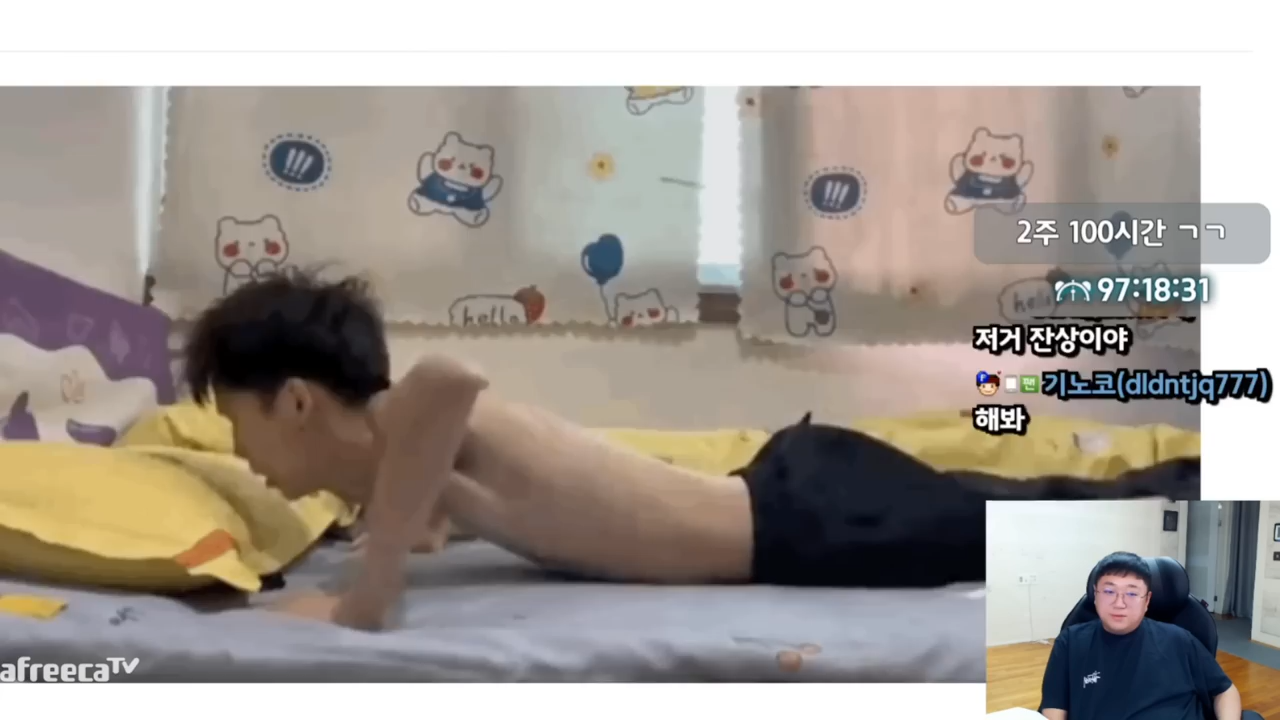 !!!
!!!
2주 100시간 ㄱㄱ
hello
97:18:31
저거 잔상이야
팬 기노코(dldntjq777)
해봐
afreecaTV